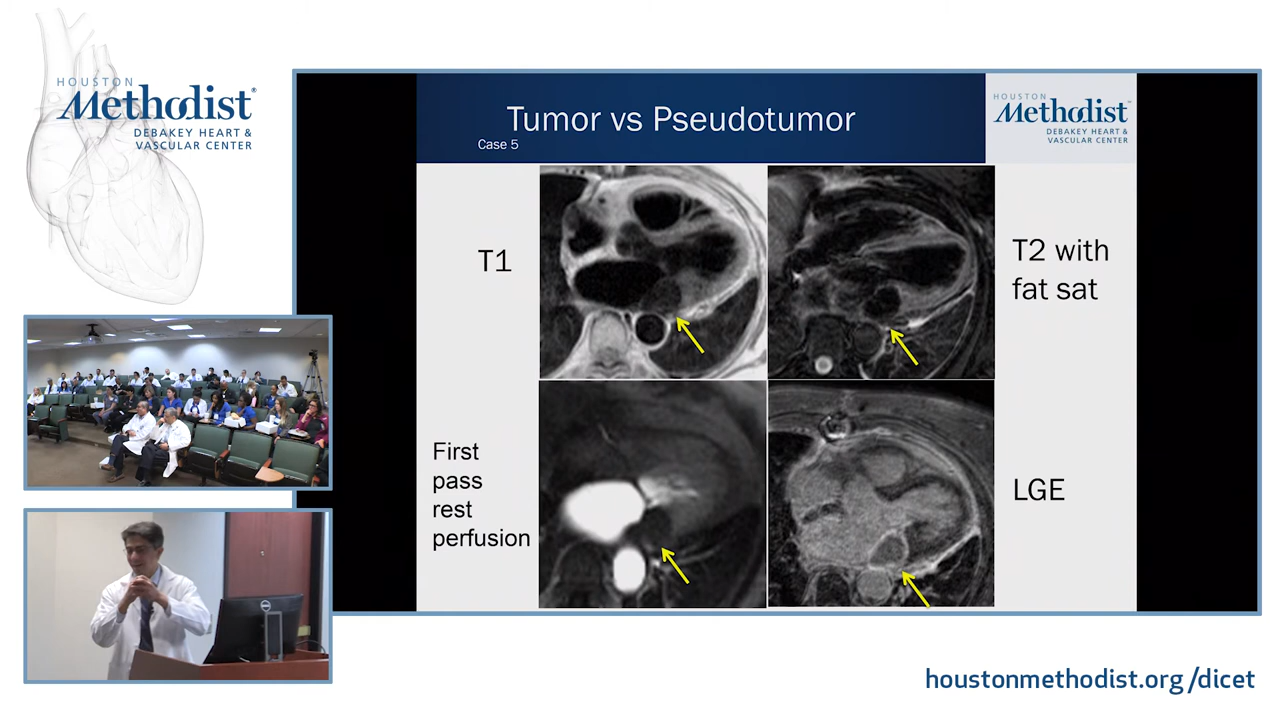 HOUSTON
Methodist®
DEBAKEY HEART &
VASCULAR CENTER
Tumor vs Pseudotumor
Case 5
HOUSTON
Methodist
DEBAKEY HEART &
VASCULAR CENTER
T1
T2 with
fat sat
First
pass
rest
perfusion
LGE
DELL
houstonmethodist.org/dicet